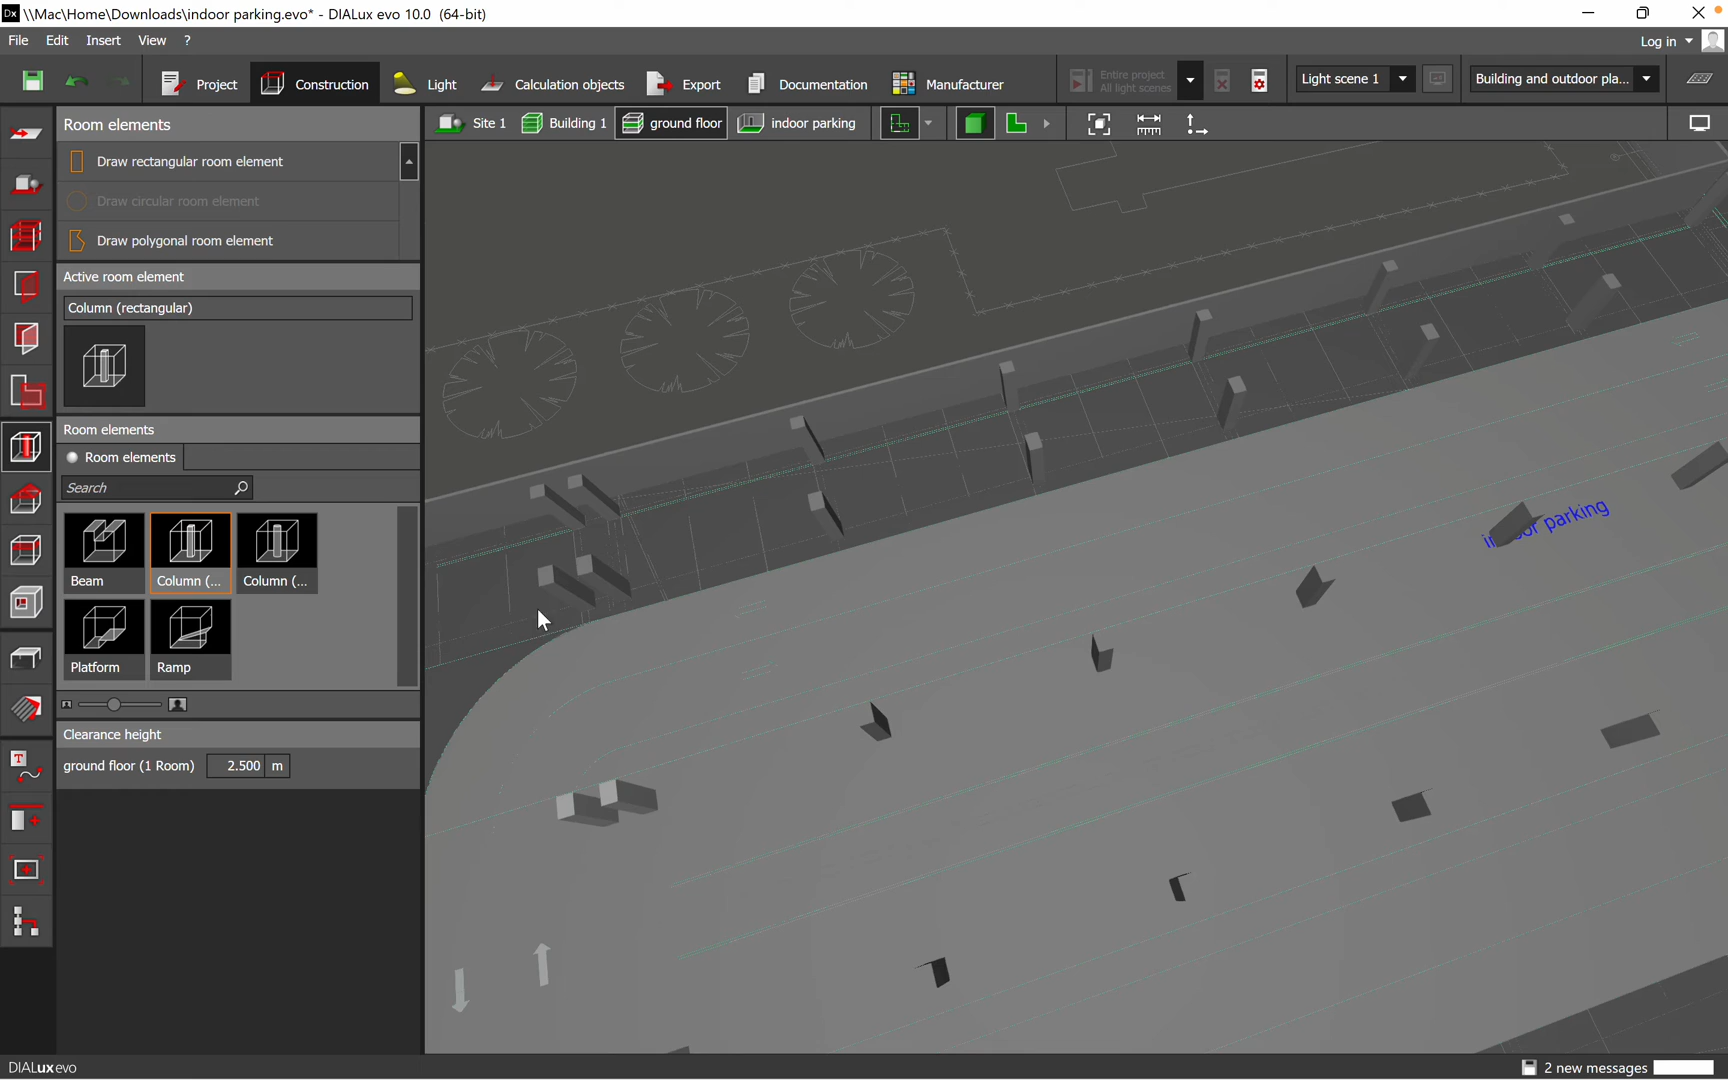 Dx \\Mac\Home\Downloads\indoor parking.evo* - DIALux evo 10.0 (64-bit)
File Edit Insert View ? Log in
Project Construction Light Calculation objects Export Documentation Manufacturer Entire project
All light scenes Light scene 1 Building and outdoor pla...
Room elements Site 1 Building 1 ground floor indoor parking
Draw rectangular room element
Draw circular room element
Draw polygonal room element
Active room element
Column (rectangular)
Room elements
Room elements
Search
Beam Column (... Column (...
Platform Ramp
Clearance height
ground floor (1 Room) 2.500 m
T
DIALux evo 2 new messages